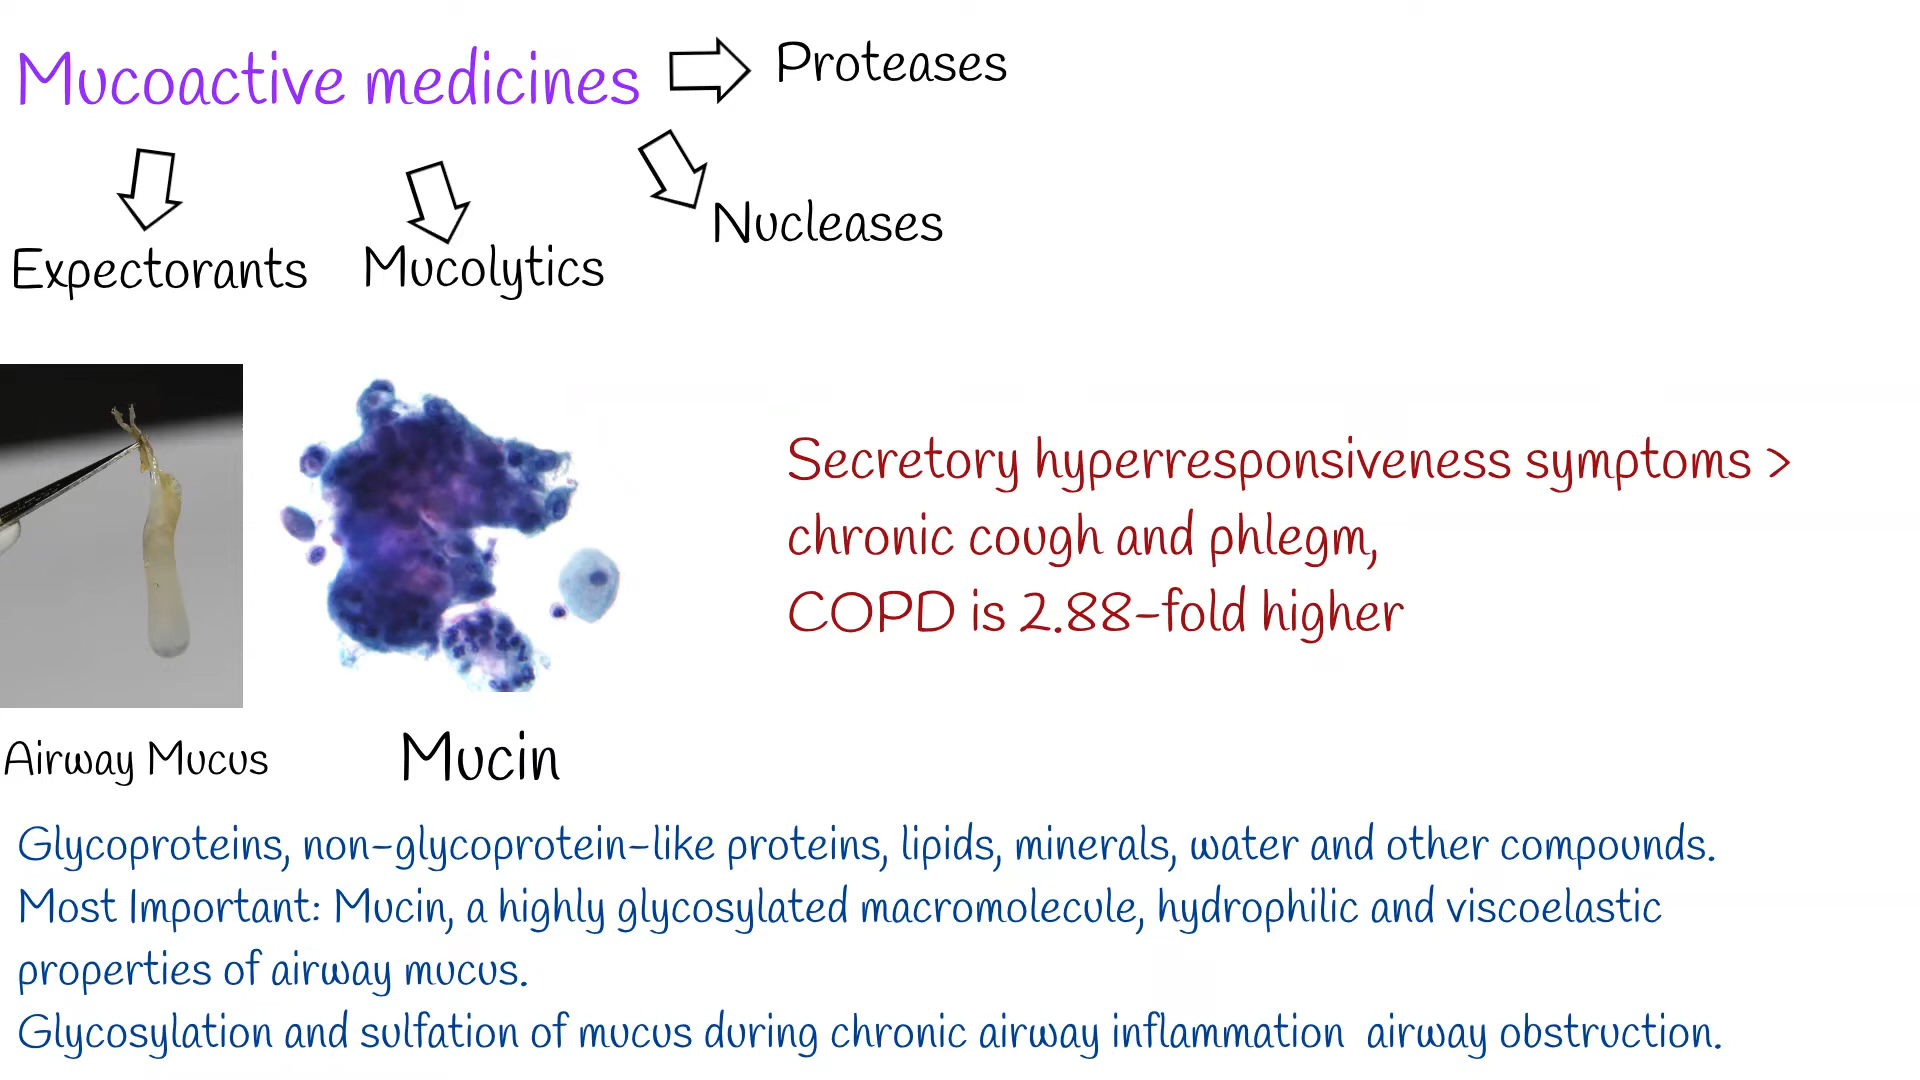 Mucoactive medicines
Proteases
Nucleases
Expectorants
Mucolytics
Secretory hyperresponsiveness symptoms >
chronic cough and phlegm,
COPD is 2.88-fold higher
Airway Mucus
Mucin
Glycoproteins, non-glycoprotein-like proteins, lipids, minerals, water and other compounds.
Most Important: Mucin, a highly glycosylated macromolecule, hydrophilic and viscoelastic
properties of airway mucus.
Glycosylation and sulfation of mucus during chronic airway inflammation airway obstruction.